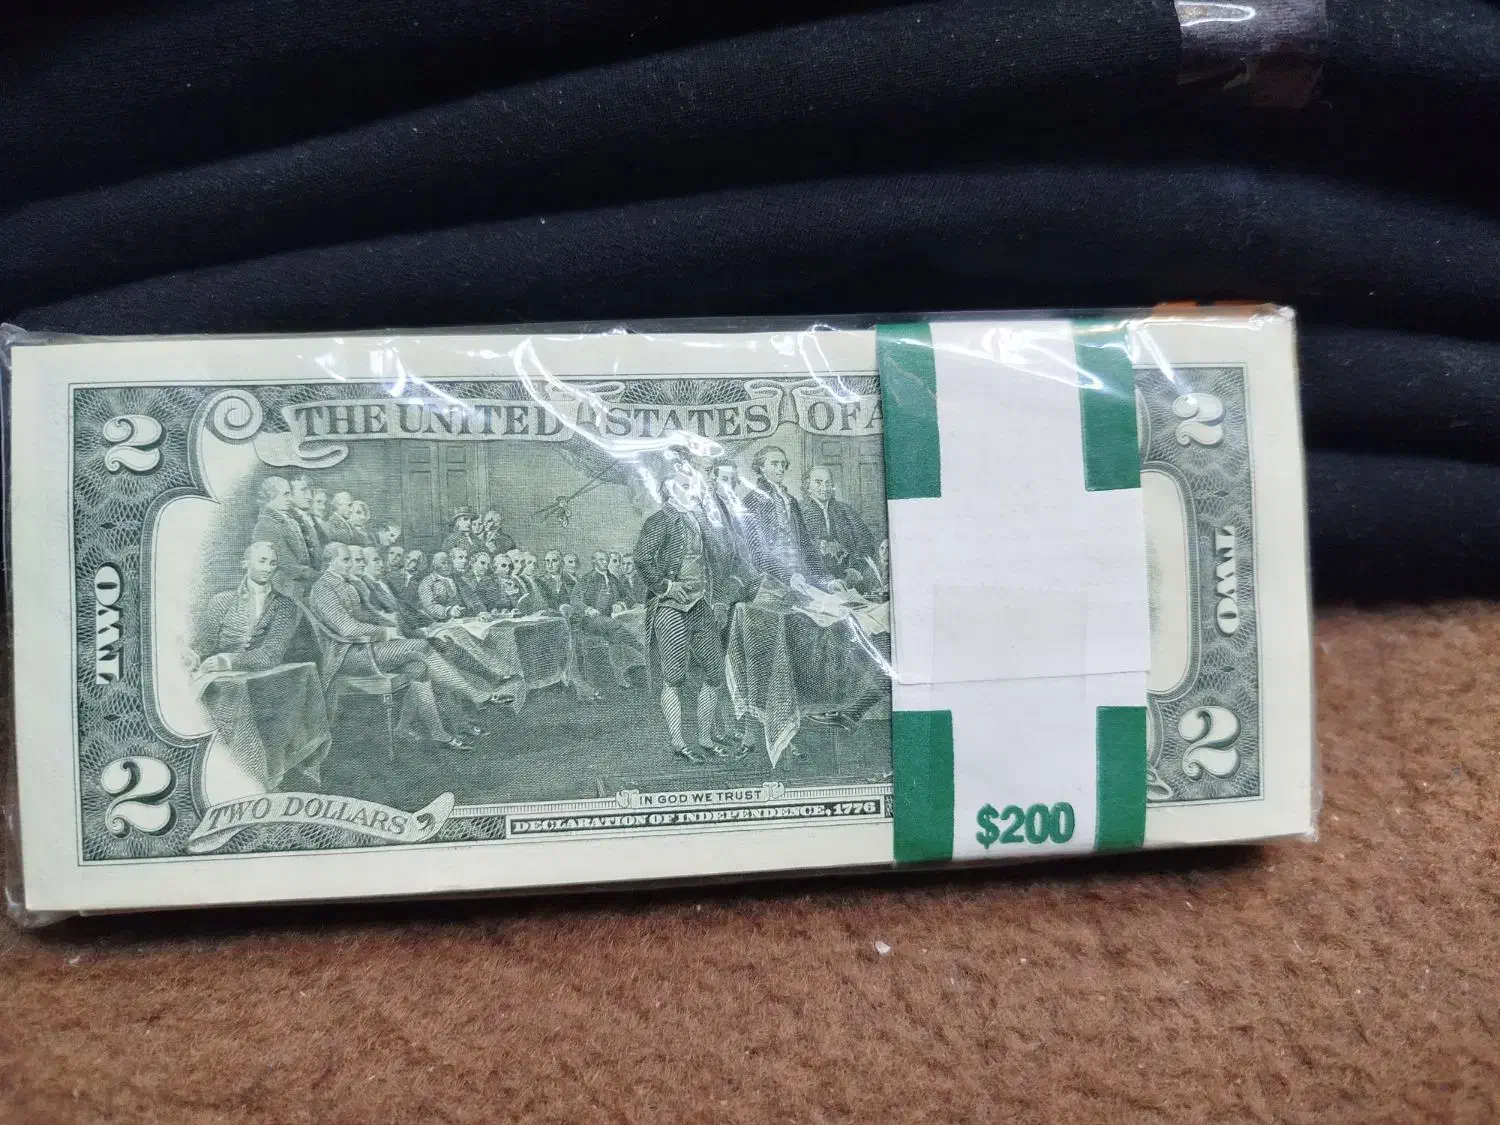 2
THE UNITED STATES OF A
2
TWO
TWO
2
TWO DOLLARS
IN GOD WE TRUST
DECLARATION OF INDEPENDENCE, 1776
2
$200